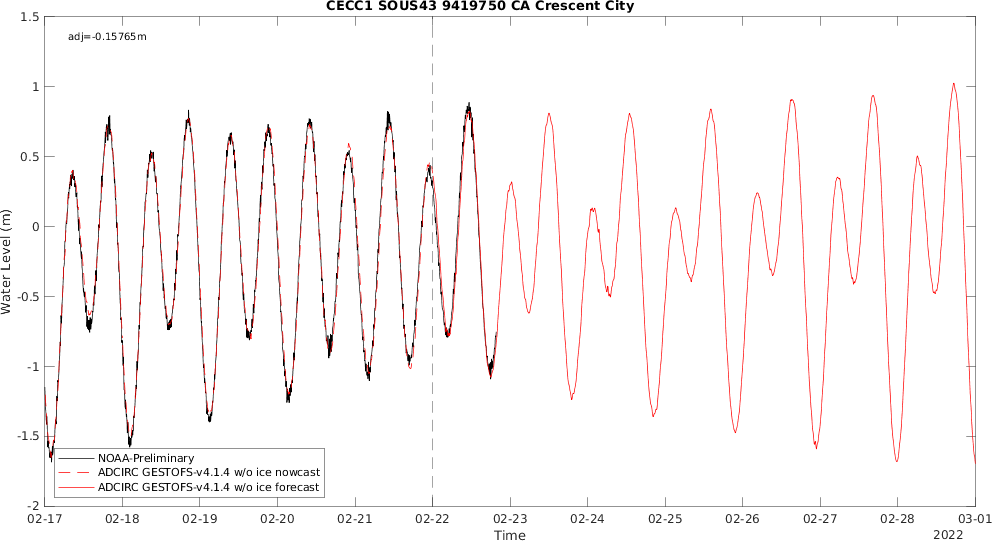 CECC1 SOUS43 9419750 CA Crescent City
adj=-0.15765m
1.5
1
0.5
0
-0.5
-1
-1.5
-2
Water Level (m)
NOAA-Preliminary
ADCIRC GESTOFS-v4.1.4 w/o ice nowcast
ADCIRC GESTOFS-v4.1.4 w/o ice forecast
02-17 02-18 02-19 02-20 02-21 02-22 02-23 02-24 02-25 02-26 02-27 02-28 03-01
Time
2022